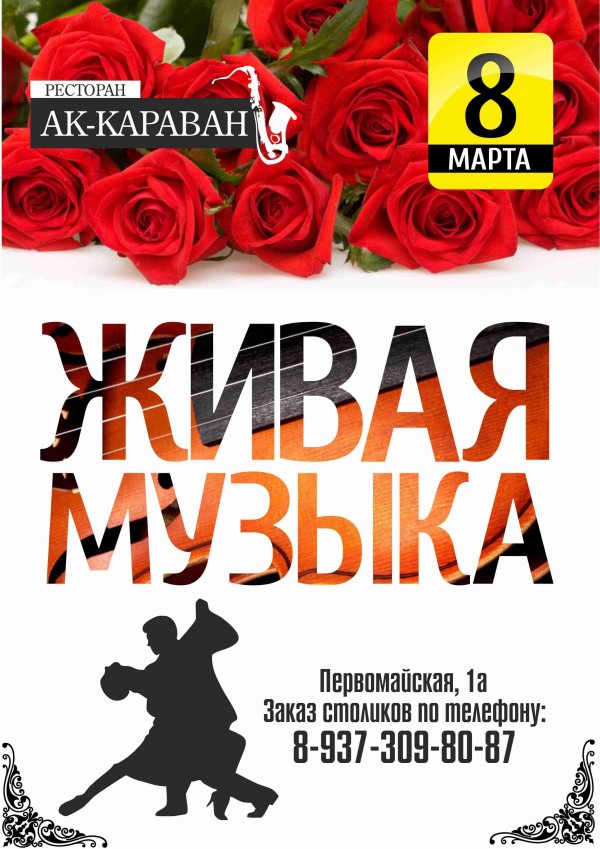 РЕСТОРАН
АК-КАРАВАН
8
МАРТА
ЖИВАЯ
МУЗЫКА
Первомайская, 1а
Заказ столиков по телефону:
8-937-309-80-87